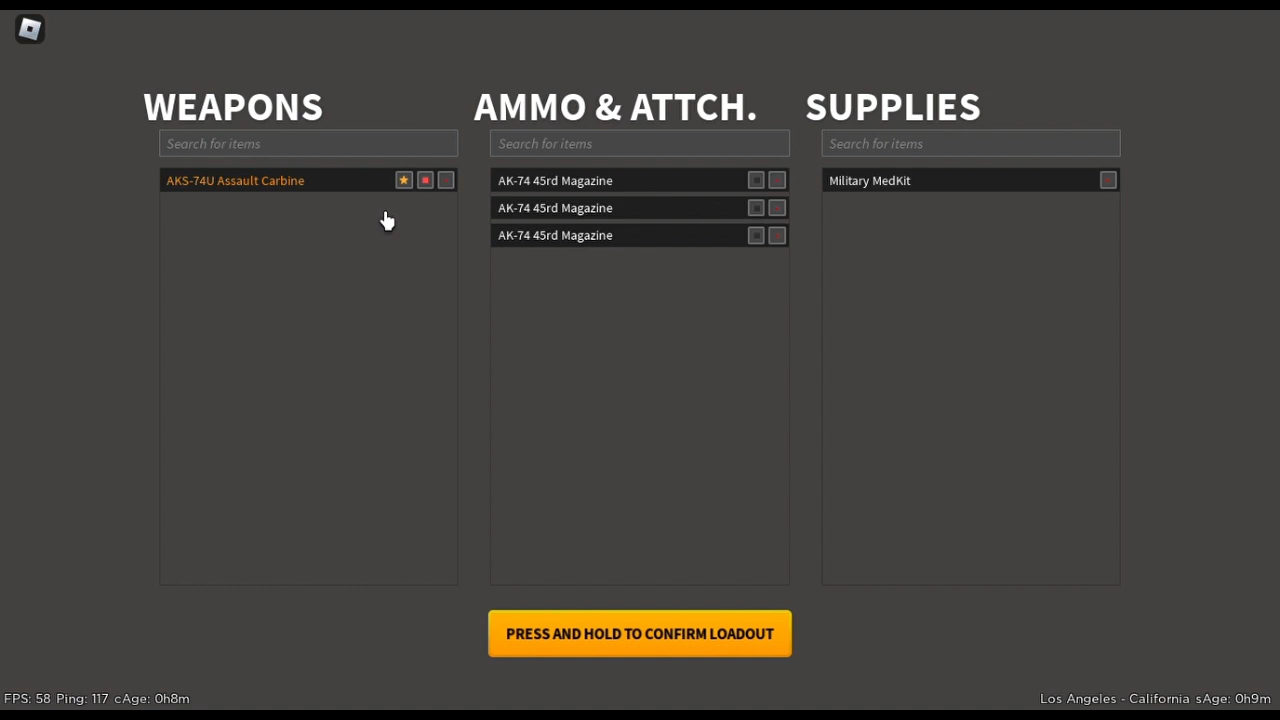 WEAPONS
Search for items
AKS-74U Assault Carbine
AMMO & ATTCH.
Search for items
AK-74 45rd Magazine
AK-74 45rd Magazine
AK-74 45rd Magazine
SUPPLIES
Search for items
Military MedKit
PRESS AND HOLD TO CONFIRM LOADOUT
FPS: 58 Ping: 117 cAge: 0h8m
Los Angeles - California sAge: 0h9m